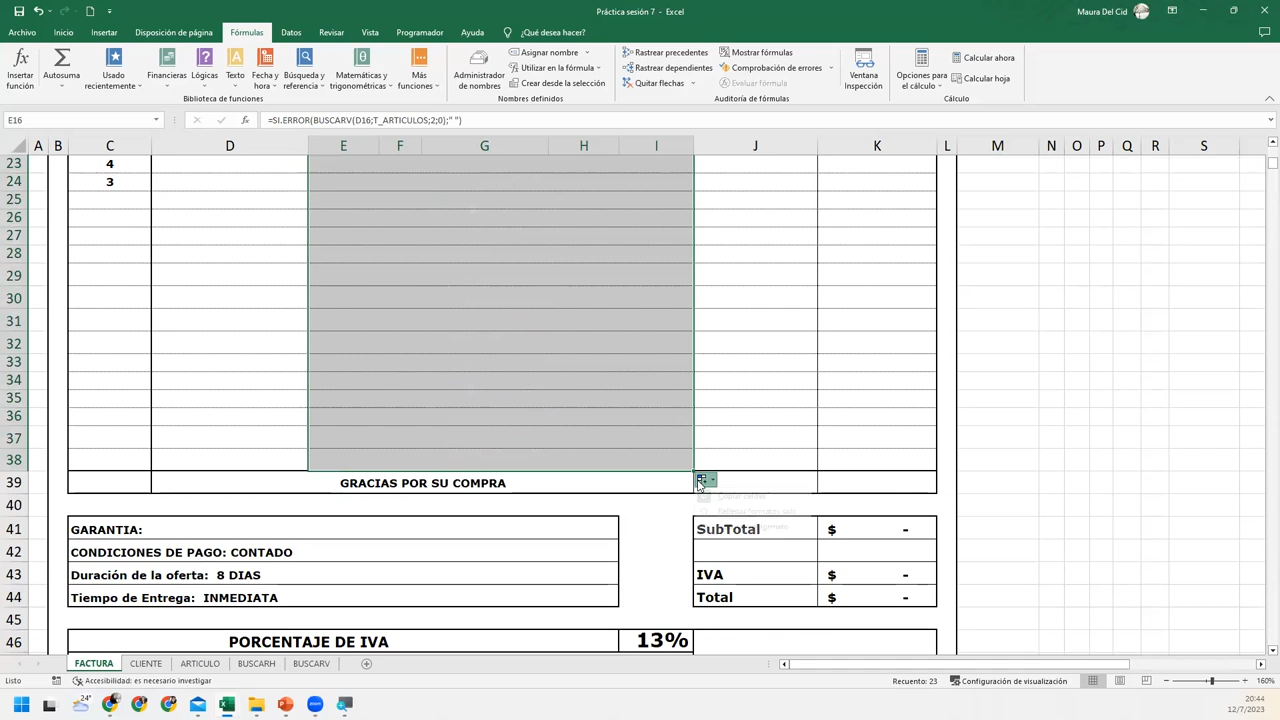 Práctica sesión 7 - Excel
Maura Del Cid
Archivo Inicio Insertar Disposición de página Fórmulas Datos Revisar Vista Programador Ayuda ¿Qué desea hacer?
Insertar función
Autosuma
Usado recientemente
Financieras
Lógicas
Texto
Fecha y hora
Búsqueda y referencia
Matemáticas y trigonométricas
Más funciones
Biblioteca de funciones
Administrador de nombres
Asignar nombre
Utilizar en la fórmula
Crear desde la selección
Nombres definidos
Rastrear precedentes
Rastrear dependientes
Quitar flechas
Mostrar fórmulas
Comprobación de errores
Evaluar fórmula
Auditoría de fórmulas
Ventana Inspección
Opciones para el cálculo
Calcular ahora
Calcular hoja
Cálculo
E16
fx
=SI.ERROR(BUSCARV(D16;T_ARTICULOS;2;0);" ")
A B C D E F G H I J K L M N O P Q R S
23 4
24 3
25
26
27
28
29
30
31
32
33
34
35
36
37
38
39 GRACIAS POR SU COMPRA
40
41 GARANTIA: SubTotal $ -
42 CONDICIONES DE PAGO: CONTADO
43 Duración de la oferta: 8 DIAS IVA $ -
44 Tiempo de Entrega: INMEDIATA Total $ -
45
46 PORCENTAJE DE IVA 13%
FACTURA CLIENTE ARTICULO BUSCARH BUSCARV
Listo Accesibilidad: es necesario investigar Recuento: 23 Configuración de visualización 160%
24°
zoom
20:44
12/7/2023